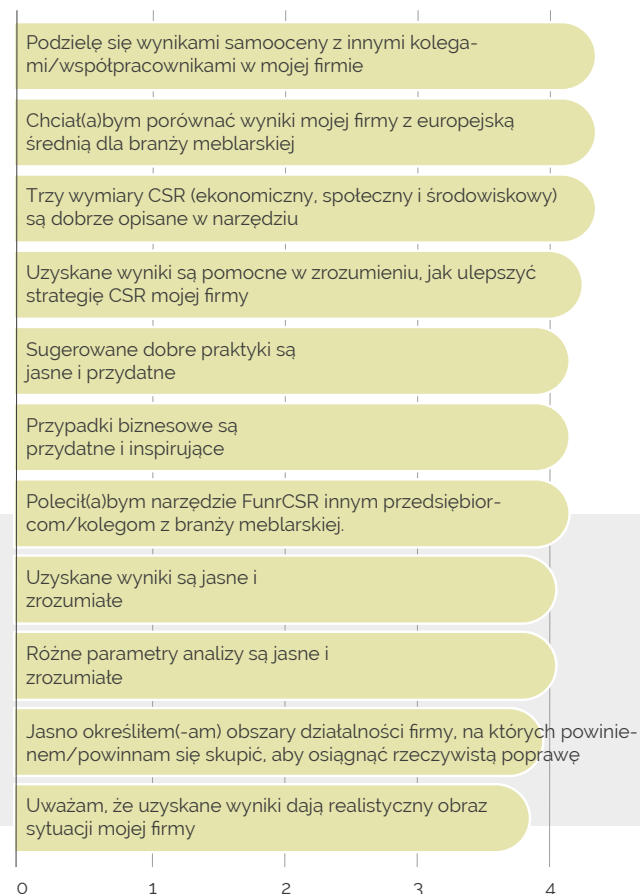 Podzielę się wynikami samooceny z innymi kolega-
mi/współpracownikami w mojej firmie
Chciał(a)bym porównać wyniki mojej firmy z europejską
średnią dla branży meblarskiej
Trzy wymiary CSR (ekonomiczny, społeczny i środowiskowy)
są dobrze opisane w narzędziu
Uzyskane wyniki są pomocne w zrozumieniu, jak ulepszyć
strategię CSR mojej firmy
Sugerowane dobre praktyki są
jasne i przydatne
Przypadki biznesowe są
przydatne i inspirujące
Polecił(a)bym narzędzie FunrCSR innym przedsiębior-
com/kolegom z branży meblarskiej.
Uzyskane wyniki są jasne i
zrozumiałe
Różne parametry analizy są jasne i
zrozumiałe
Jasno określiłem(-am) obszary działalności firmy, na których powinie-
nem/powinnam się skupić, aby osiągnąć rzeczywistą poprawę
Uważam, że uzyskane wyniki dają realistyczny obraz
sytuacji mojej firmy
0 1 2 3 4